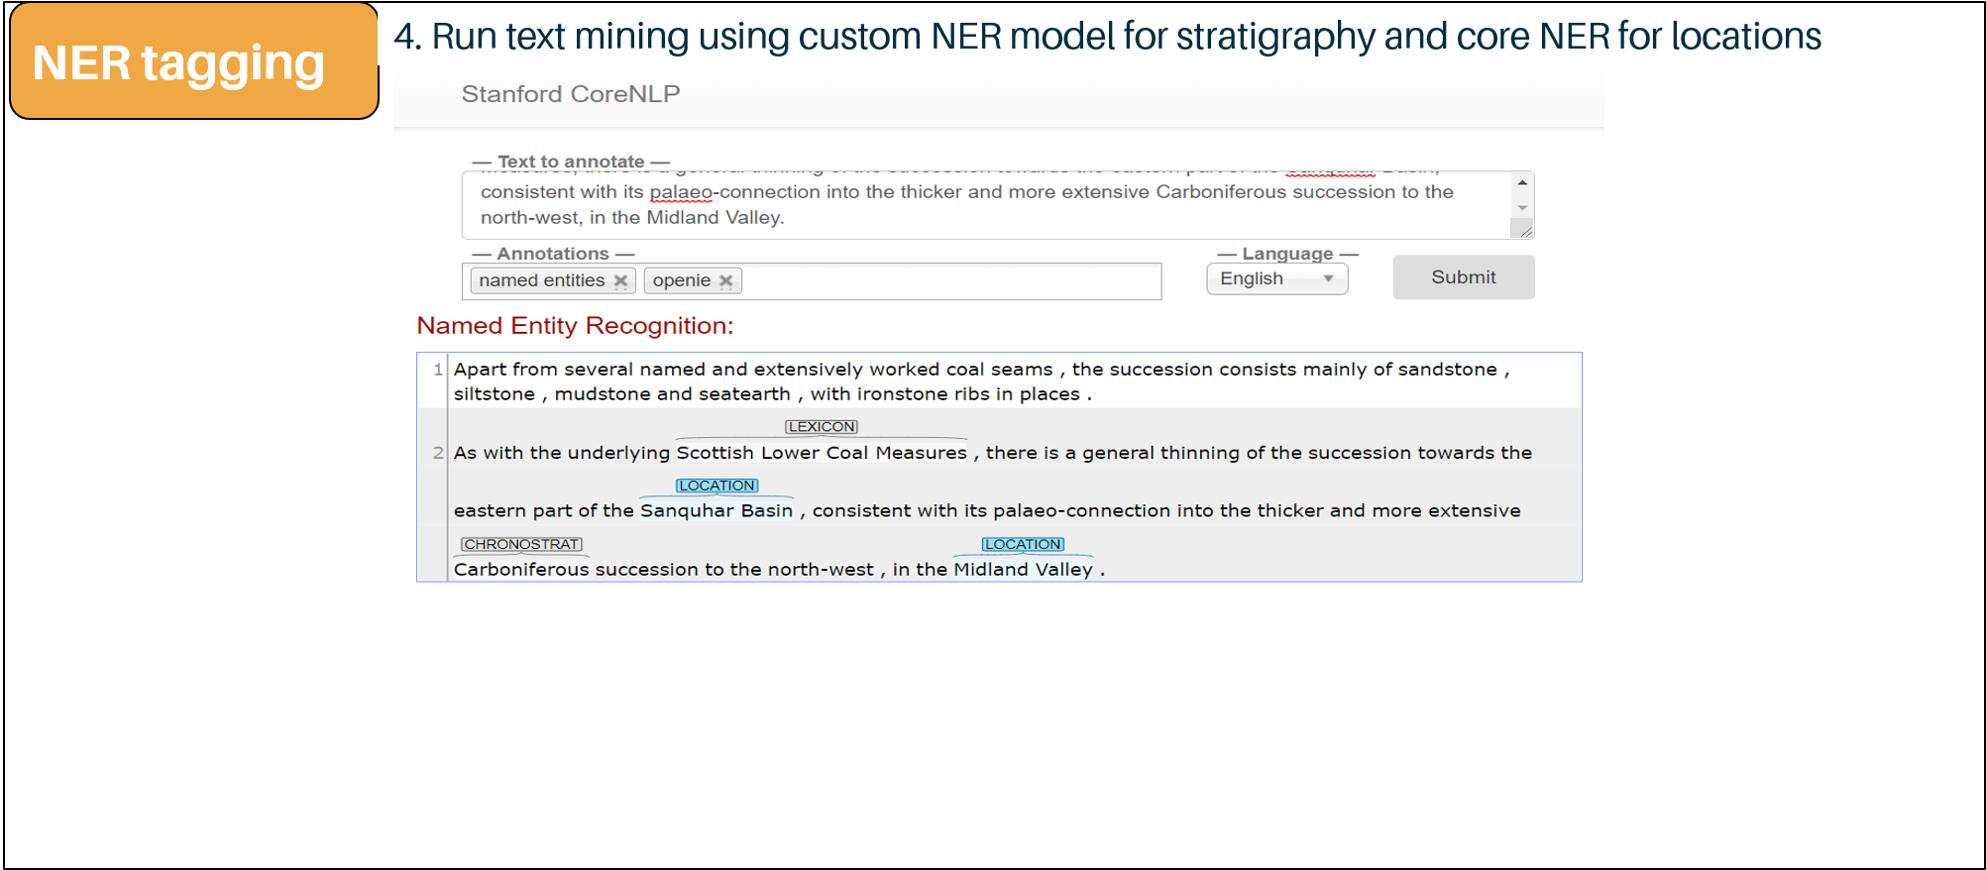 NER tagging
4. Run text mining using custom NER model for stratigraphy and core NER for locations
Stanford CoreNLP
— Text to annotate —
consistent with its palaeo-connection into the thicker and more extensive Carboniferous succession to the
north-west, in the Midland Valley.
— Annotations —
— Language —
named entities
openie
English
Submit
Named Entity Recognition:
1 Apart from several named and extensively worked coal seams , the succession consists mainly of sandstone ,
siltstone , mudstone and seatearth , with ironstone ribs in places .
LEXICON
2 As with the underlying Scottish Lower Coal Measures , there is a general thinning of the succession towards the
LOCATION
eastern part of the Sanquhar Basin , consistent with its palaeo-connection into the thicker and more extensive
CHRONOSTRAT LOCATION
Carboniferous succession to the north-west , in the Midland Valley .